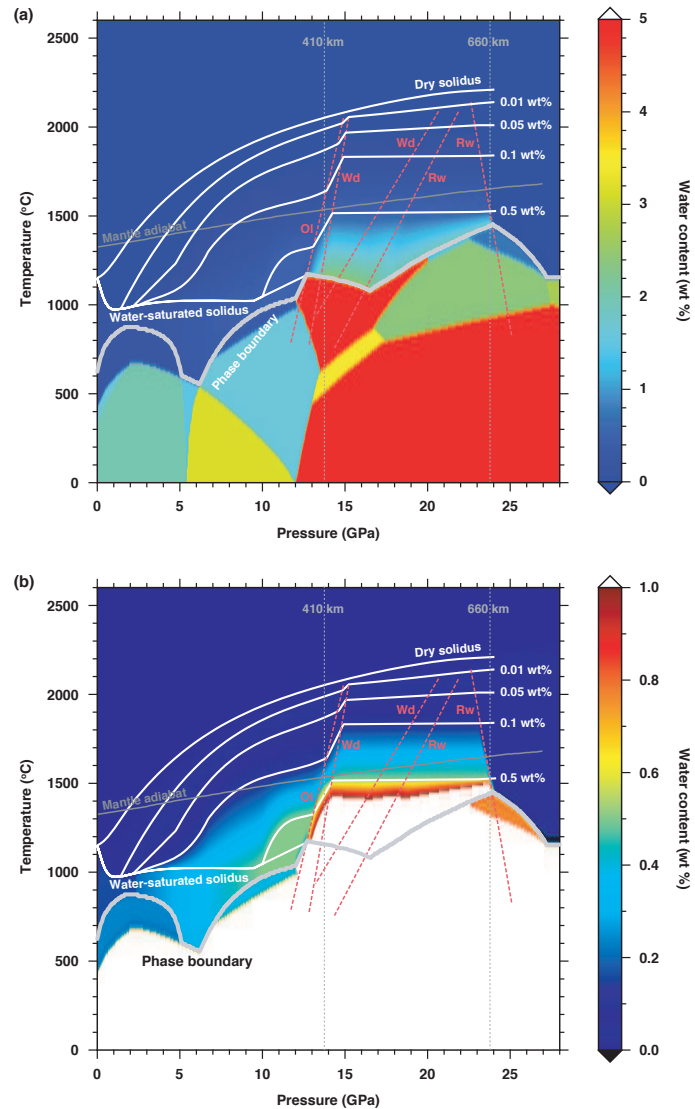 (a)
2500
2000
1500
1000
500
0
Temperature (°C)
410 km
660 km
Dry solidus
0.01 wt%
0.05 wt%
Wd
Rw
0.1 wt%
Wd
Rw
Mantle adiabat
0.5 wt%
Ol
Water-saturated solidus
Phase boundary
0
5
10
15
20
25
Pressure (GPa)
5
4
3
2
1
0
Water content (wt %)
(b)
2500
2000
1500
1000
500
0
Temperature (°C)
410 km
660 km
Dry solidus
0.01 wt%
0.05 wt%
Wd
Rw
0.1 wt%
Wd
Rw
Mantle adiabat
0.5 wt%
Ol
Water-saturated solidus
Phase boundary
0
5
10
15
20
25
Pressure (GPa)
1.0
0.8
0.6
0.4
0.2
0.0
Water content (wt %)